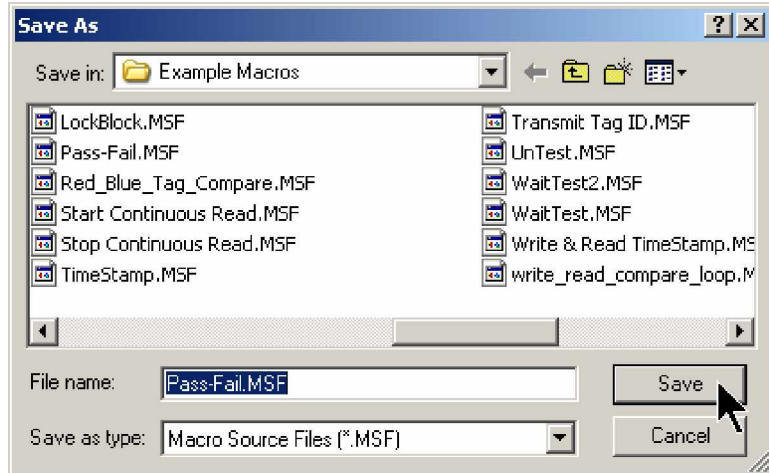 Save As
Save in: Example Macros
LockBlock.MSF
Pass-Fail.MSF
Red_Blue_Tag_Compare.MSF
Start Continuous Read.MSF
Stop Continuous Read.MSF
TimeStamp.MSF
Transmit Tag ID.MSF
UnTest.MSF
WaitTest2.MSF
WaitTest.MSF
Write & Read TimeStamp.MS
write_read_compare_loop.M
File name: Pass-Fail.MSF Save
Save as type: Macro Source Files (*.MSF) Cancel